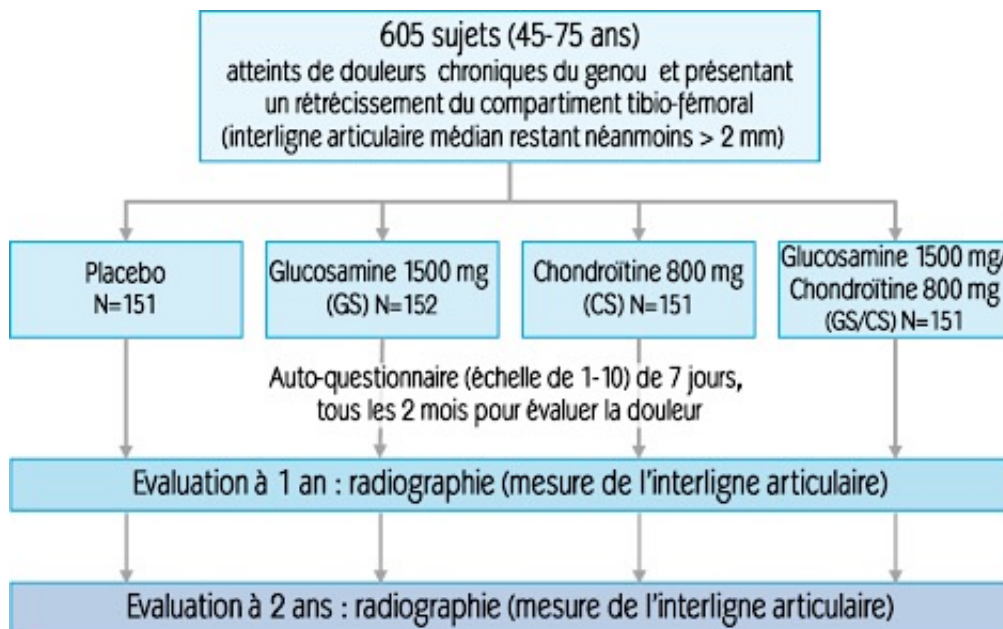 605 sujets (45-75 ans)
atteints de douleurs chroniques du genou et présentant
un rétrécissement du compartiment tibio-fémoral
(interligne articulaire médian restant néanmoins > 2 mm)
Placebo
N=151
Glucosamine 1500 mg
(GS) N=152
Chondroïtine 800 mg
(CS) N=151
Glucosamine 1500 mg/
Chondroïtine 800 mg
(GS/CS) N=151
Auto-questionnaire (échelle de 1-10) de 7 jours,
tous les 2 mois pour évaluer la douleur
Evaluation à 1 an : radiographie (mesure de l'interligne articulaire)
Evaluation à 2 ans : radiographie (mesure de l'interligne articulaire)